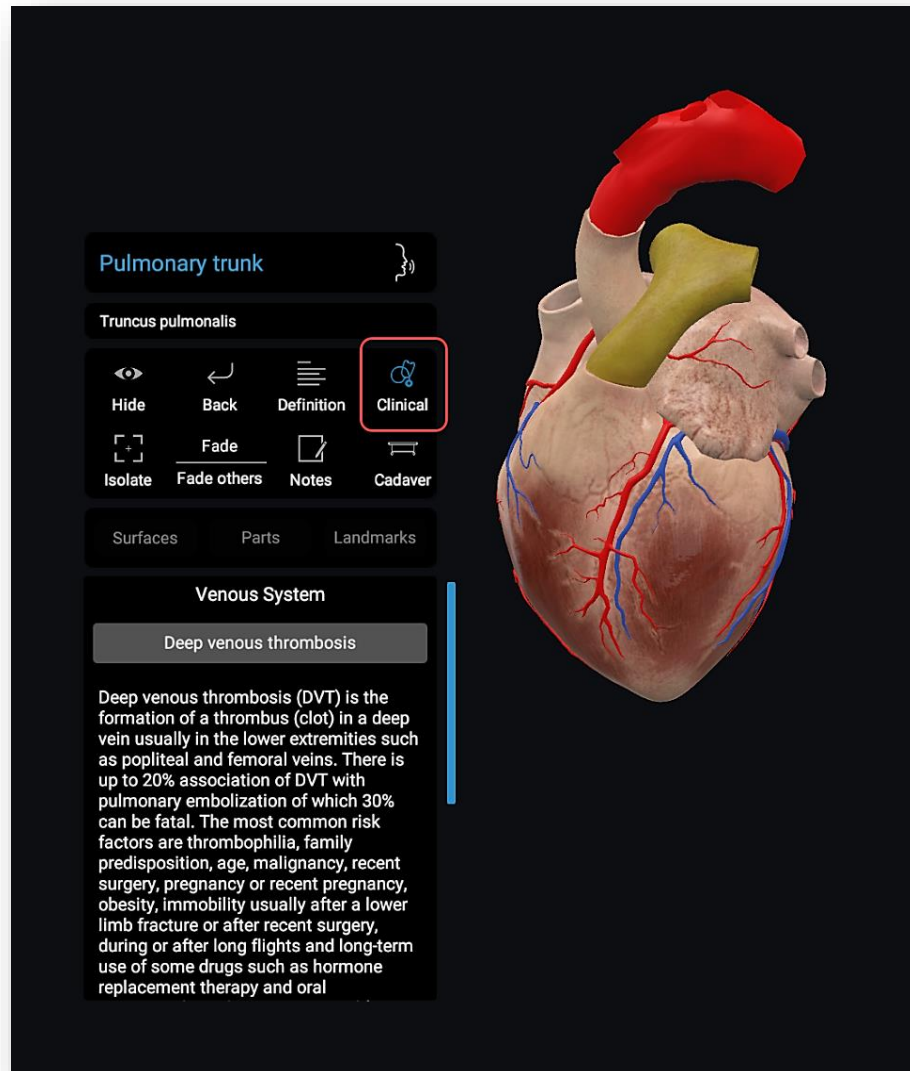 Pulmonary trunk
Truncus pulmonalis
Hide Back Definition Clinical
Fade
Isolate Fade others Notes Cadaver
Surfaces Parts Landmarks
Venous System
Deep venous thrombosis
Deep venous thrombosis (DVT) is the
formation of a thrombus (clot) in a deep
vein usually in the lower extremities such
as popliteal and femoral veins. There is
up to 20% association of DVT with
pulmonary embolization of which 30%
can be fatal. The most common risk
factors are thrombophilia, family
predisposition, age, malignancy, recent
surgery, pregnancy or recent pregnancy,
obesity, immobility usually after a lower
limb fracture or after recent surgery,
during or after long flights and long-term
use of some drugs such as hormone
replacement therapy and oral